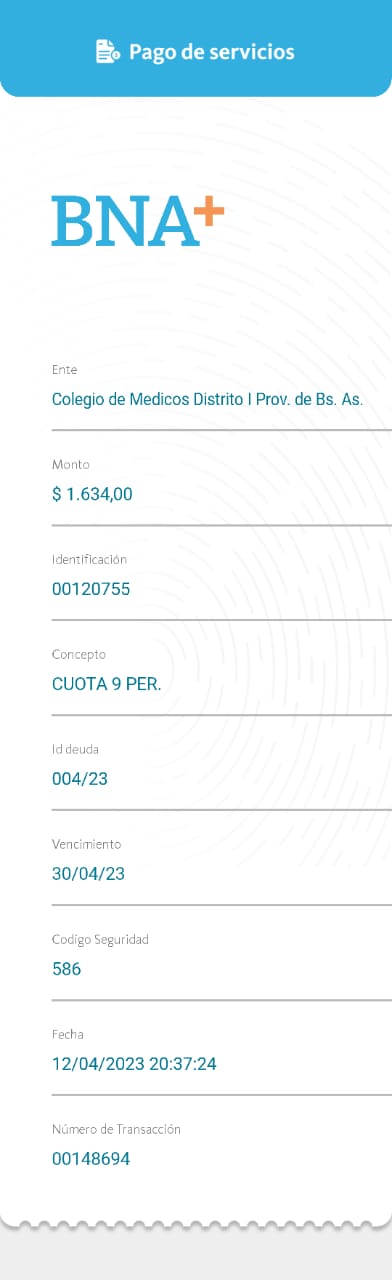 Pago de servicios
BNA+
Ente
Colegio de Medicos Distrito I Prov. de Bs. As.
Monto
$ 1.634,00
Identificación
00120755
Concepto
CUOTA 9 PER.
Id deuda
004/23
Vencimiento
30/04/23
Codigo Seguridad
586
Fecha
12/04/2023 20:37:24
Número de Transacción
00148694